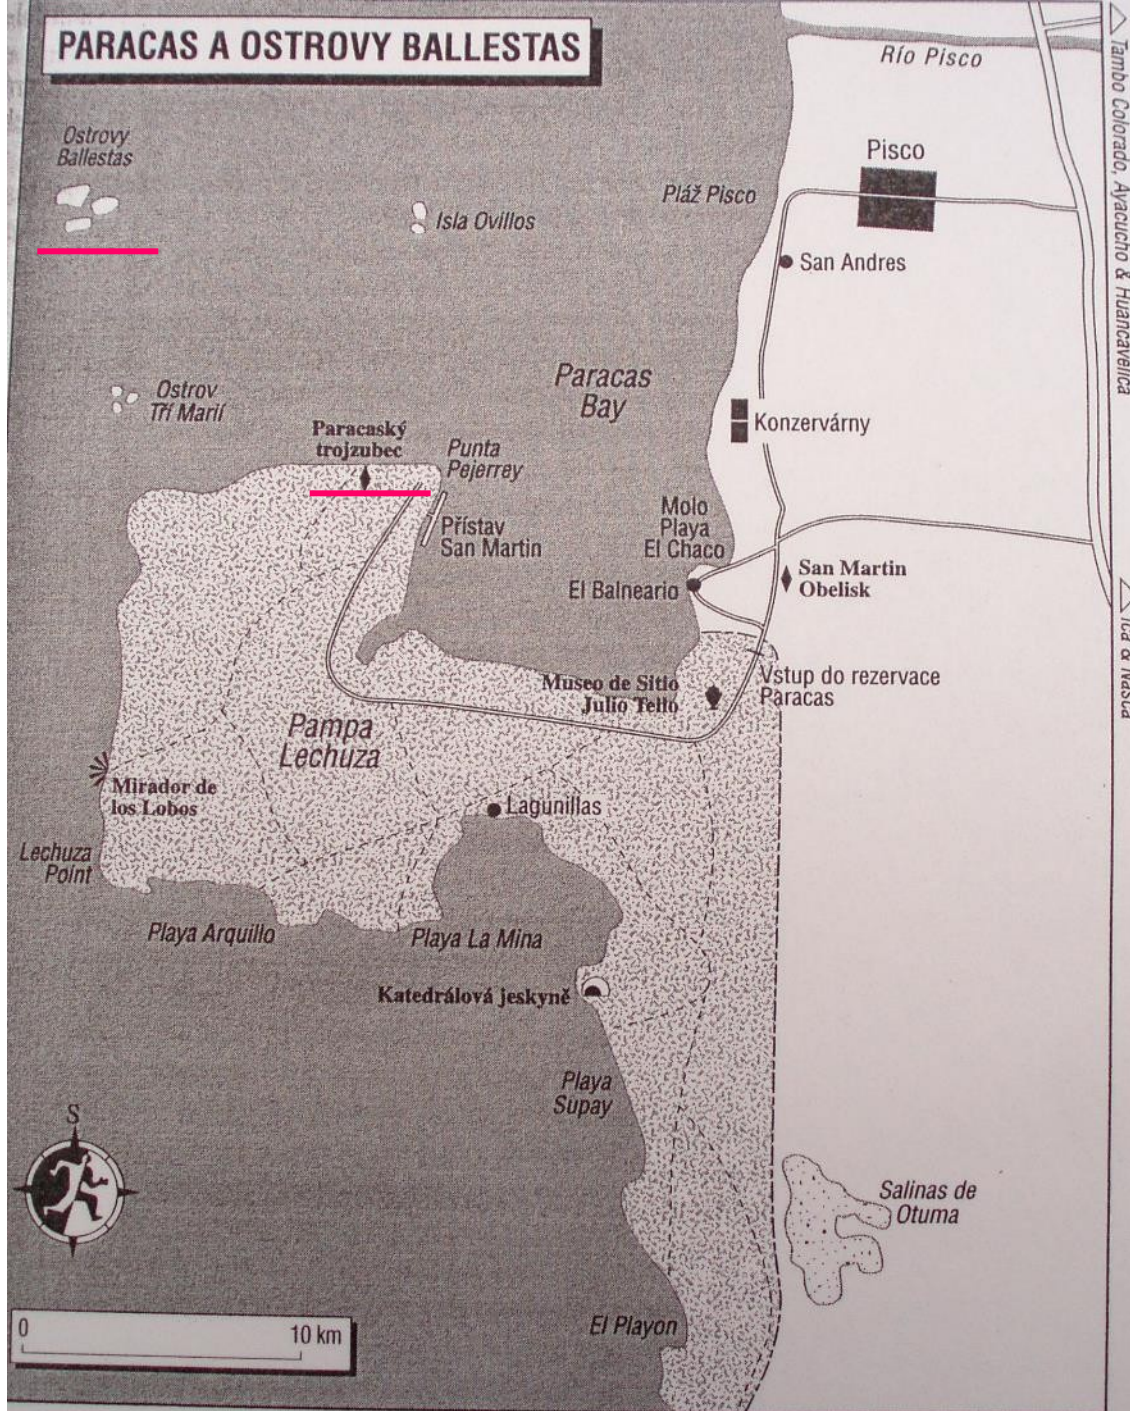 PARACAS A OSTROVY BALLESTAS
Río Pisco
Tambo Colorado, Ayacucho & Huancavelica
Ostrovy
Ballestas
Pisco
Pláž Pisco
Isla Ovillos
San Andres
Paracas
Bay
Ostrov
Tří Marií
Konzervárny
Paracaský
trojzubec
Punta
Pejerrey
Molo
Playa
El Chaco
Přístav
San Martin
El Balneario
San Martin
Obelisk
Ica & Nasca
Museo de Sitio
Julio Tello
Vstup do rezervace
Paracas
Pampa
Lechuza
Mirador de
los Lobos
Lagunillas
Lechuza
Point
Playa Arquillo
Playa La Mina
Katedrálová jeskyně
Playa
Supay
S
Salinas de
Otuma
El Playon
0
10 km